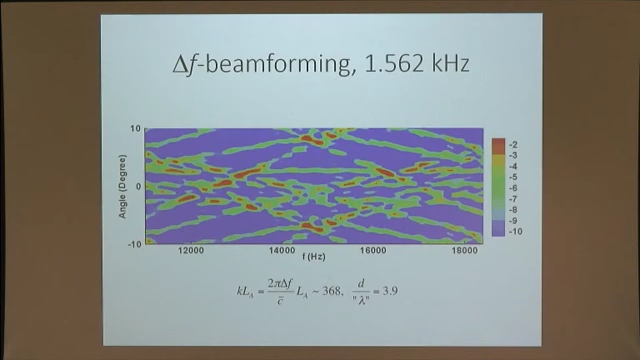 Δf-beamforming, 1.562 kHz
10
0
-10
Angle (Degree)
12000 14000 16000 18000
f (Hz)
-2
-3
-4
-5
-6
-7
-8
-9
-10
kL_A = 2πΔf / c̄ L_A ~ 368, d / "λ" = 3.9